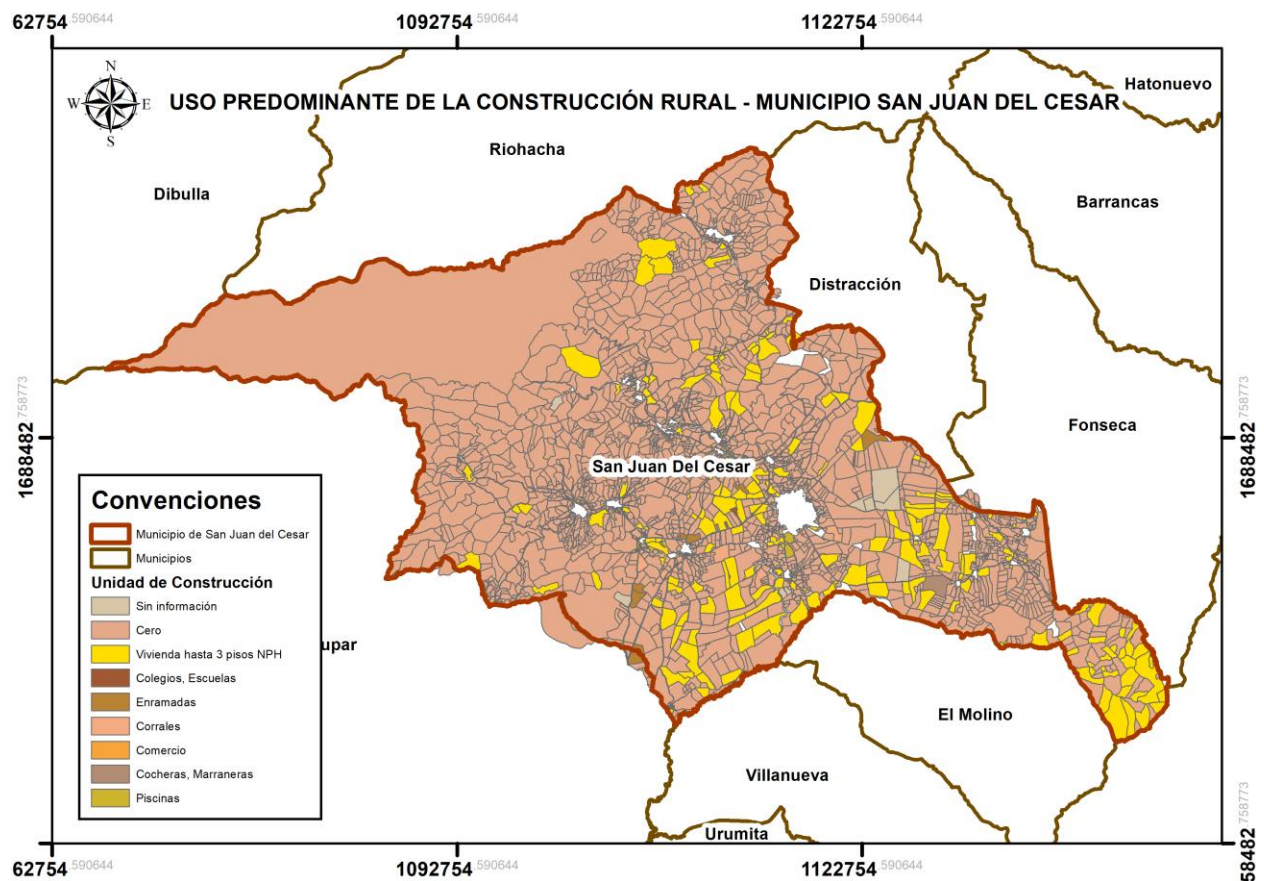 62754 590644 1092754 590644 1122754 590644
N
W E
S
USO PREDOMINANTE DE LA CONSTRUCCIÓN RURAL - MUNICIPIO SAN JUAN DEL CESAR
Hatonuevo
Riohacha
Dibulla
Barrancas
Distracción
Fonseca
1688482 758773
1688482 758773
San Juan Del Cesar
Convenciones
Municipio de San Juan del Cesar
Municipios
Unidad de Construcción
Sin información
Cero
Vivienda hasta 3 pisos NPH
Colegios, Escuelas
Enramadas
Corrales
Comercio
Cocheras, Marraneras
Piscinas
upar
El Molino
Villanueva
Urumita
58482 758773
62754 590644 1092754 590644 1122754 590644